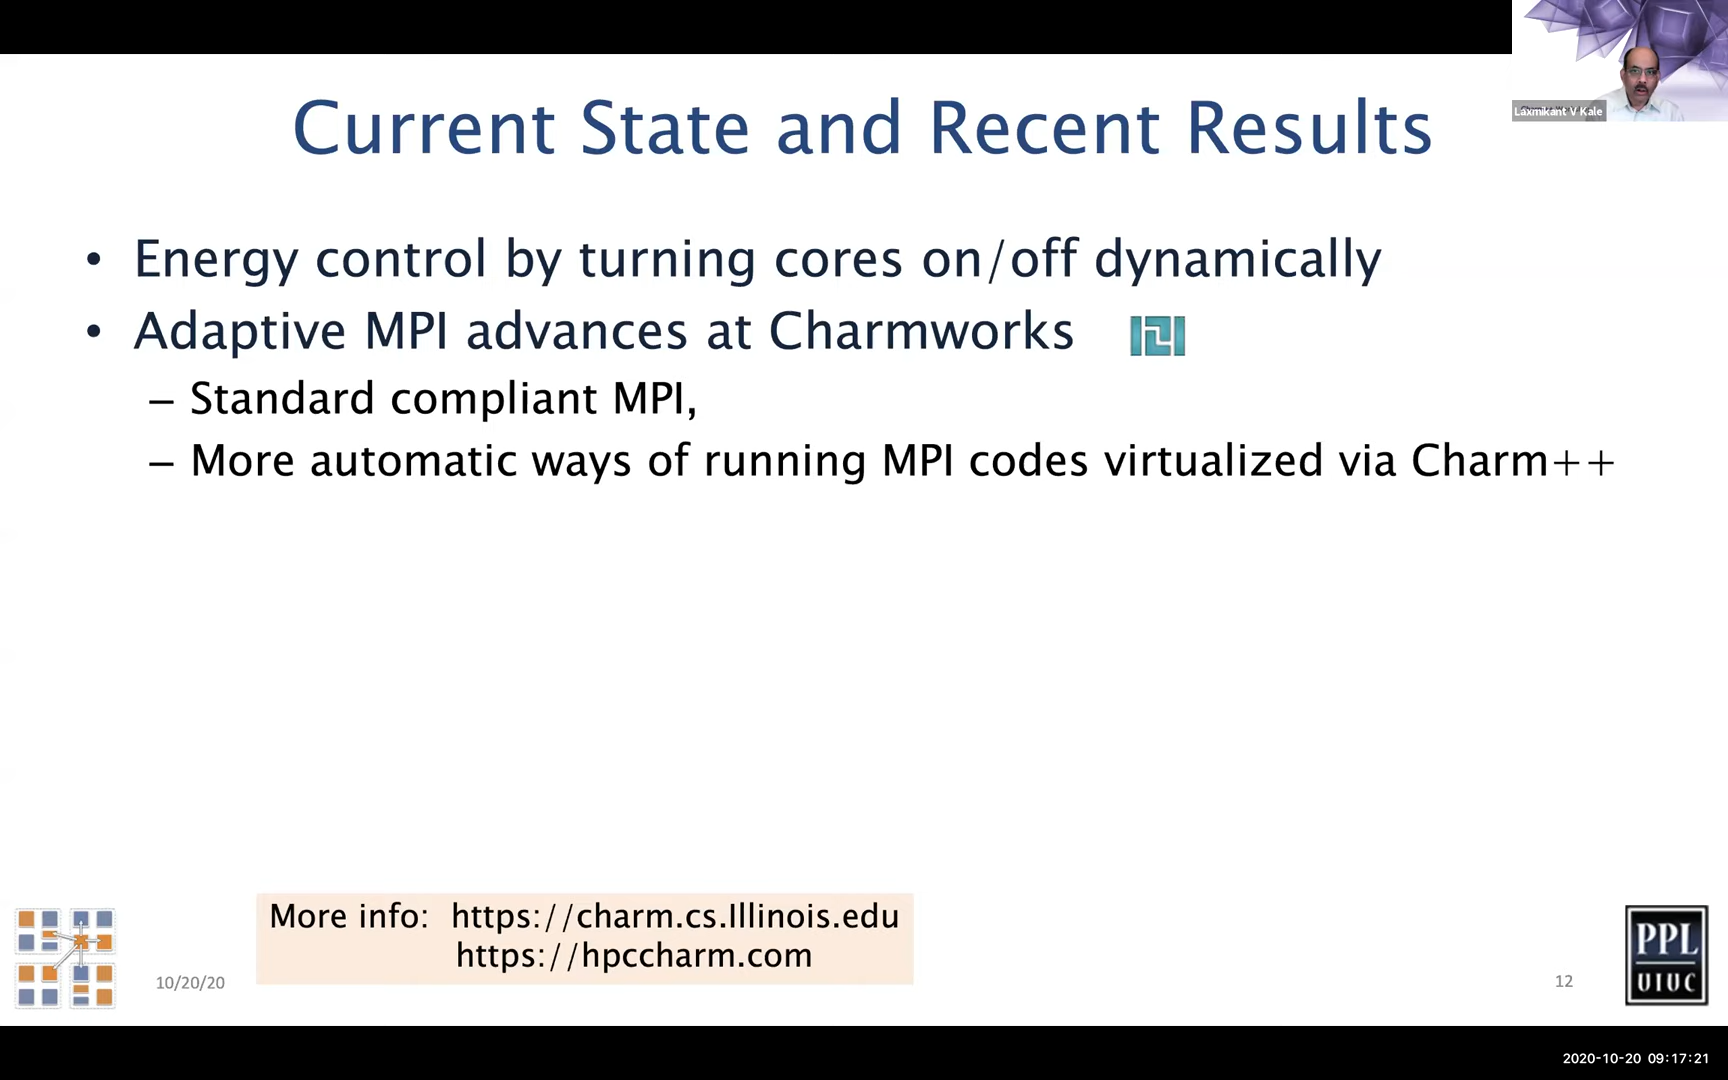 Laxmikant V Kale
Current State and Recent Results
• Energy control by turning cores on/off dynamically
• Adaptive MPI advances at Charmworks
– Standard compliant MPI,
– More automatic ways of running MPI codes virtualized via Charm++
More info: https://charm.cs.Illinois.edu
https://hpccharm.com
10/20/20
12
PPL
UIUC
2020-10-20 09:17:21